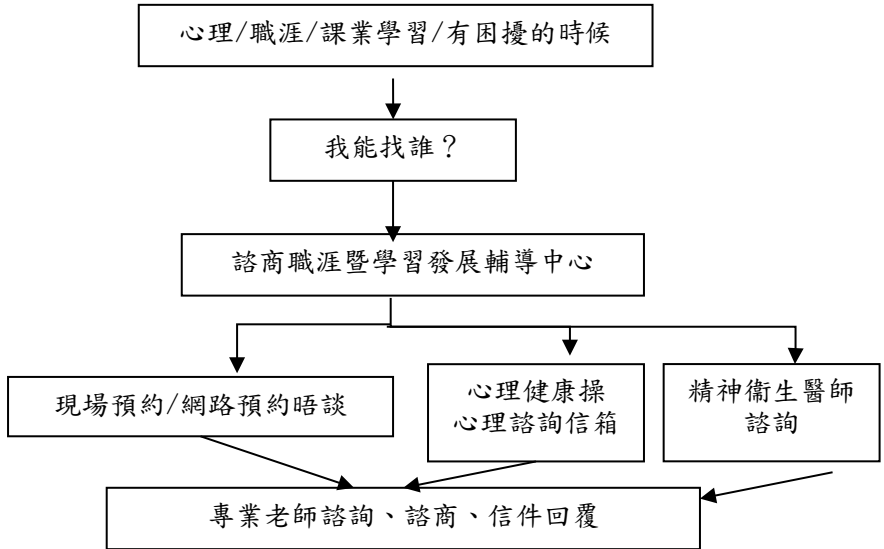 心理/職涯/課業學習/有困擾的時候
我能找誰？
諮商職涯暨學習發展輔導中心
現場預約/網路預約晤談
心理健康操
心理諮詢信箱
精神衛生醫師
諮詢
專業老師諮詢、諮商、信件回覆